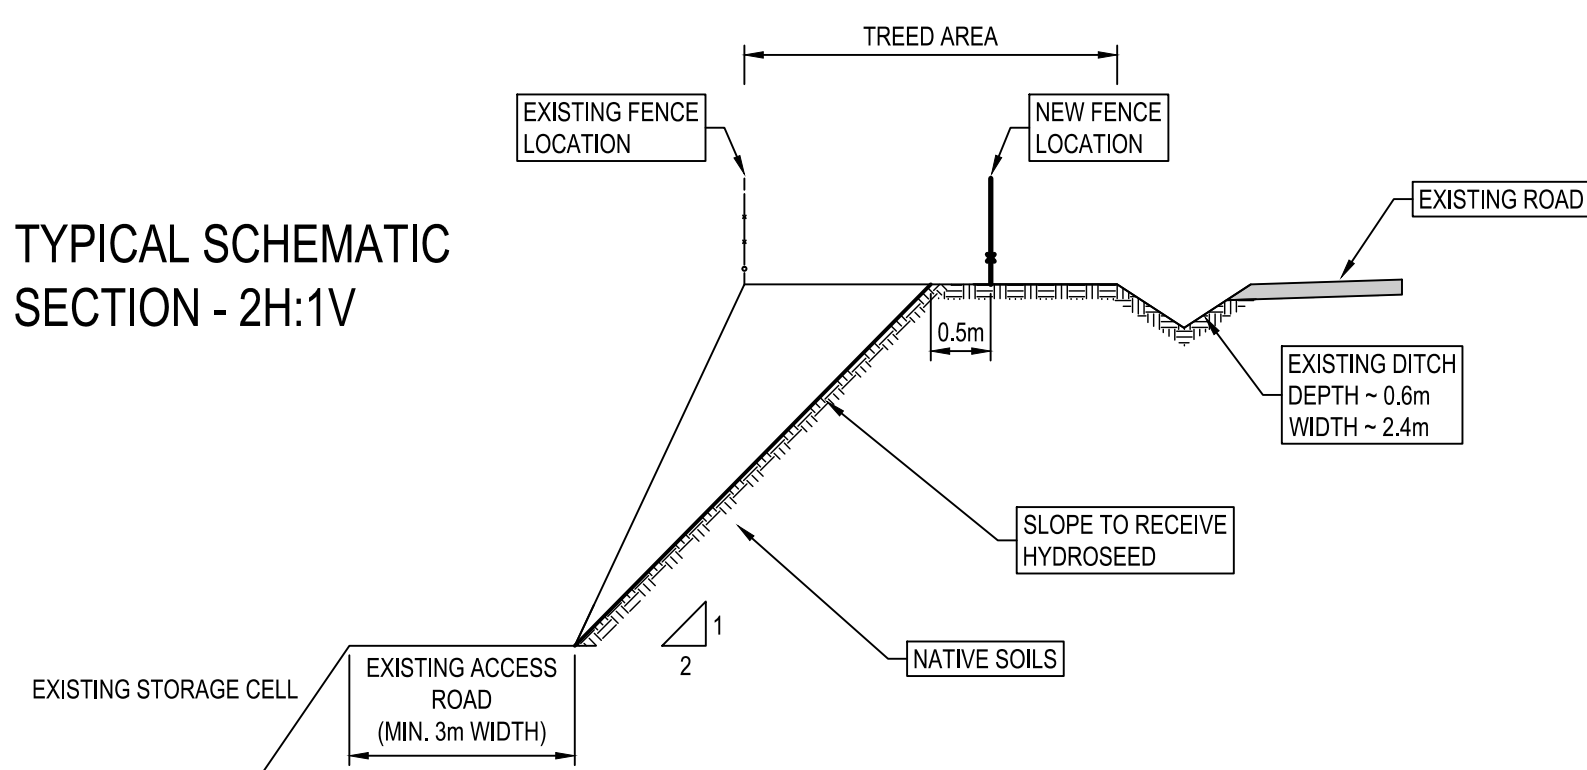 TREED AREA
EXISTING FENCE
LOCATION
NEW FENCE
LOCATION
EXISTING ROAD
TYPICAL SCHEMATIC
SECTION - 2H:1V
0.5m
EXISTING DITCH
DEPTH ~ 0.6m
WIDTH ~ 2.4m
SLOPE TO RECEIVE
HYDROSEED
1
2
NATIVE SOILS
EXISTING STORAGE CELL
EXISTING ACCESS
ROAD
(MIN. 3m WIDTH)